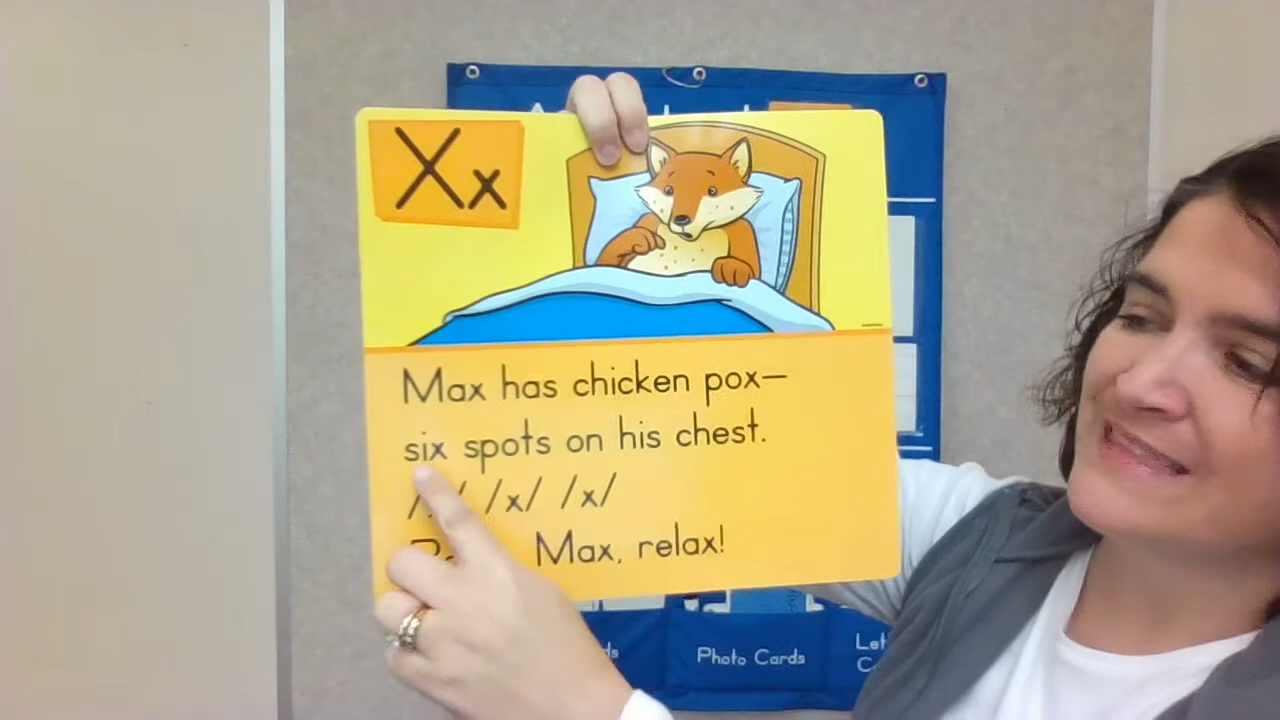 Xx
Max has chicken pox—
six spots on his chest.
/x/ /x/
Max, relax!
Photo Cards